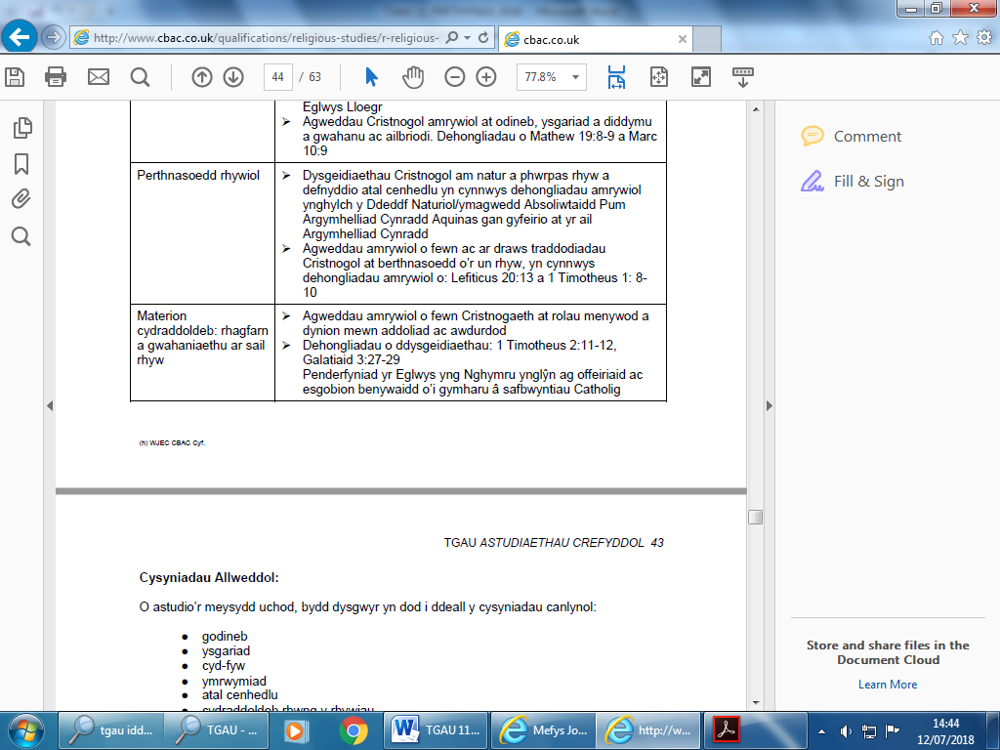 http://www.cbac.co.uk/qualifications/religious-studies/r-religious-
cbac.co.uk
44 / 63
77.8%
Eglwys Lloegr
➢ Agweddau Cristnogol amrywiol at odineb, ysgariad a diddymu
a gwahanu ac ailbriodi. Dehongliadau o Mathew 19:8-9 a Marc
10:9
Perthnasoedd rhywiol
➢ Dysgeidiaethau Cristnogol am natur a phwrpas rhyw a
defnyddio atal cenhedlu yn cynnwys dehongliadau amrywiol
ynghylch y Ddeddf Naturiol/ymagwedd Absoliwtaidd Pum
Argymhelliad Cynradd Aquinas gan gyfeirio at yr ail
Argymhelliad Cynradd
➢ Agweddau amrywiol o fewn ac ar draws traddodiadau
Cristnogol at berthnasoedd o'r un rhyw, yn cynnwys
dehongliadau amrywiol o: Lefiticus 20:13 a 1 Timotheus 1: 8-
10
Materion
cydraddoldeb: rhagfarn
a gwahaniaethu ar sail
rhyw
➢ Agweddau amrywiol o fewn Cristnogaeth at rolau menywod a
dynion mewn addoliad ac awdurdod
➢ Dehongliadau o ddysgeidiaethau: 1 Timotheus 2:11-12,
Galatiaid 3:27-29
Penderfyniad yr Eglwys yng Nghymru ynglŷn ag offeiriaid ac
esgobion benywaidd o'i gymharu â safbwyntiau Catholig
(h) WJEC CBAC Cyf.
TGAU ASTUDIAETHAU CREFYDDOL 43
Cysyniadau Allweddol:
O astudio'r meysydd uchod, bydd dysgwyr yn dod i ddeall y cysyniadau canlynol:
● godineb
● ysgariad
● cyd-fyw
● ymrwymiad
● atal cenhedlu
● cydraddoldeb rhwng y rhywiau
Comment
Fill & Sign
Store and share files in the
Document Cloud
Learn More
tgau idd...
TGAU - ...
TGAU 11...
Mefys Jo...
http://w...
14:44
12/07/2018